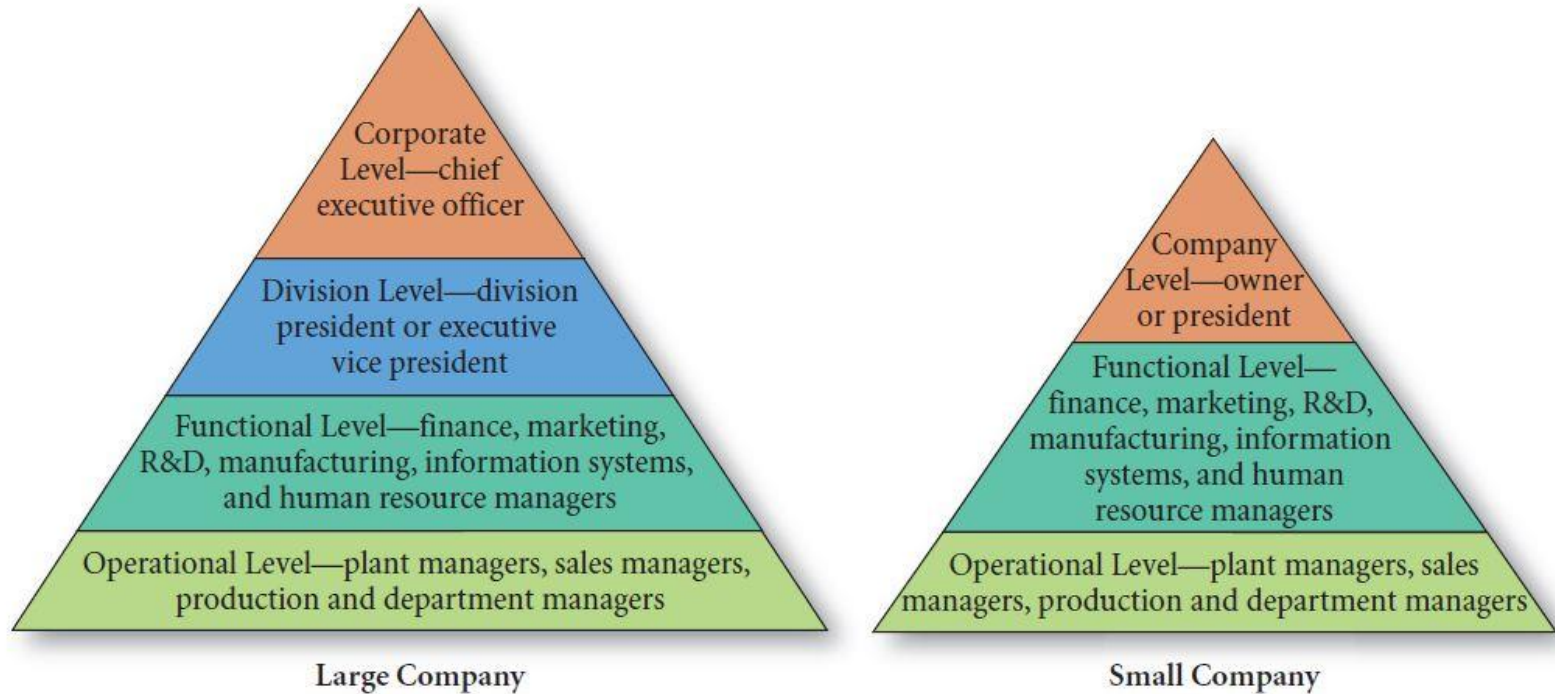 Corporate
Level—chief
executive officer
Division Level—division
president or executive
vice president
Functional Level—finance, marketing,
R&D, manufacturing, information systems,
and human resource managers
Operational Level—plant managers, sales managers,
production and department managers
Large Company
Company
Level—owner
or president
Functional Level—
finance, marketing, R&D,
manufacturing, information
systems, and human
resource managers
Operational Level—plant managers, sales
managers, production and department managers
Small Company